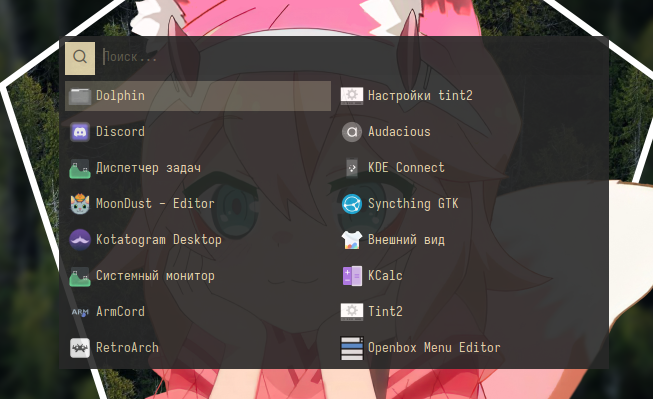 Поиск...
Dolphin
Discord
Диспетчер задач
MoonDust - Editor
Kotatogram Desktop
Системный монитор
ArmCord
RetroArch
Настройки tint2
Audacious
KDE Connect
Syncthing GTK
Внешний вид
KCalc
Tint2
Openbox Menu Editor